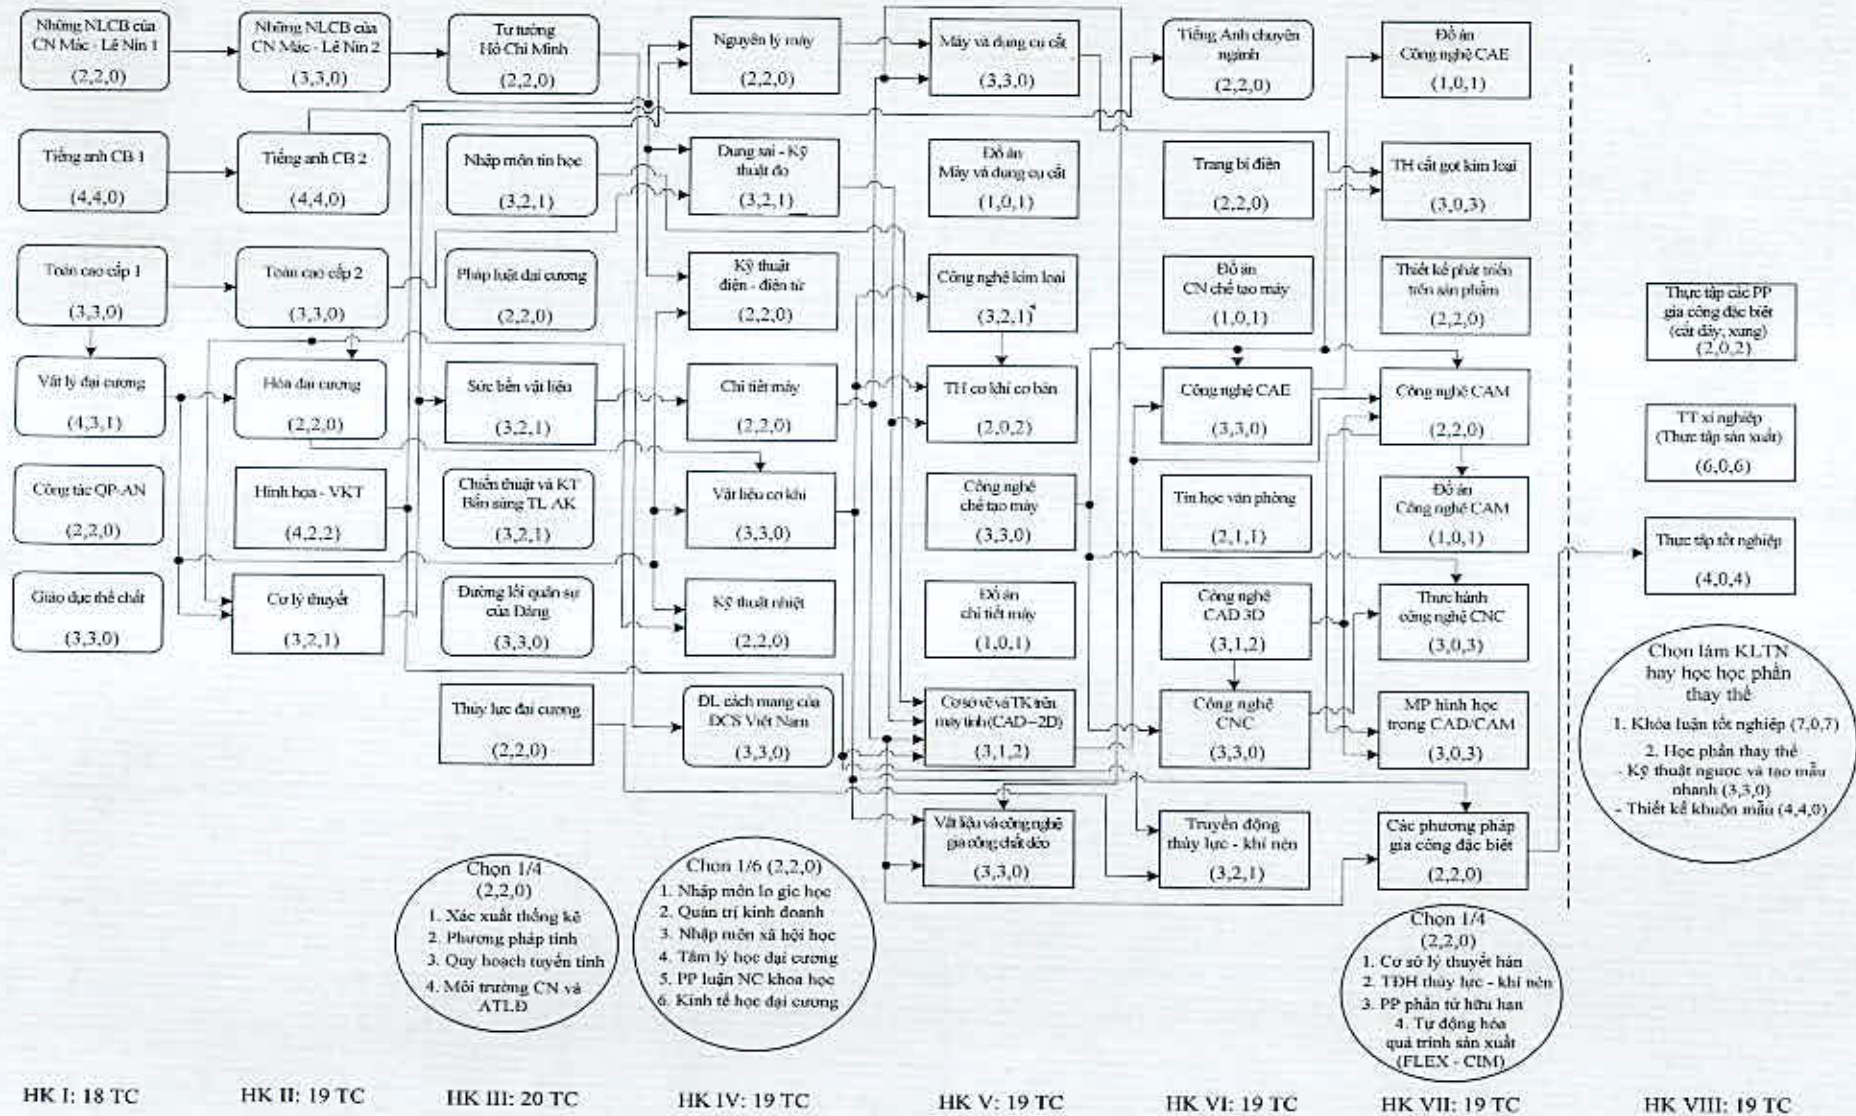 Những NLCB của
CN Mác - Lê Nin 1
(2,2,0)
Tiếng anh CB 1
(4,4,0)
Toán cao cấp 1
(3,3,0)
Vật lý đại cương
(4,3,1)
Công tác QP-AN
(2,2,0)
Giáo dục thể chất
(3,3,0)
HK I: 18 TC
Những NLCB của
CN Mác - Lê Nin 2
(3,3,0)
Tiếng anh CB 2
(4,4,0)
Toán cao cấp 2
(3,3,0)
Hóa đại cương
(2,2,0)
Hình họa - VKT
(4,2,2)
Cơ lý thuyết
(3,2,1)
HK II: 19 TC
Tư tưởng
Hồ Chí Minh
(2,2,0)
Nhập môn tin học
(3,2,1)
Pháp luật đại cương
(2,2,0)
Sức bền vật liệu
(3,2,1)
Chiến thuật và KT
Bắn súng TL AK
(3,2,1)
Đường lối quân sự
của Đảng
(3,3,0)
Thủy lực đại cương
(2,2,0)
Chọn 1/4
(2,2,0)
1. Xác xuất thống kê
2. Phương pháp tính
3. Quy hoạch tuyến tính
4. Môi trường CN và
ATLĐ
HK III: 20 TC
Nguyên lý máy
(2,2,0)
Dung sai - Kỹ
thuật đo
(3,2,1)
Kỹ thuật
điện - điện tử
(2,2,0)
Chi tiết máy
(2,2,0)
Vật liệu cơ khí
(3,3,0)
Kỹ thuật nhiệt
(2,2,0)
ĐL cách mạng của
ĐCS Việt Nam
(3,3,0)
Chọn 1/6 (2,2,0)
1. Nhập môn lo gic học
2. Quản trị kinh doanh
3. Nhập môn xã hội học
4. Tâm lý học đại cương
5. PP luận NC khoa học
6. Kinh tế học đại cương
HK IV: 19 TC
Máy và dụng cụ cắt
(3,3,0)
Đồ án
Máy và dụng cụ cắt
(1,0,1)
Công nghệ kim loại
(3,2,1)
TH cơ khí cơ bản
(2,0,2)
Công nghệ
chế tạo máy
(3,3,0)
Đồ án
chi tiết máy
(1,0,1)
Cơ sở vẽ và TK trên
máy tính (CAD-2D)
(3,1,2)
Vật liệu và công nghệ
gia công chất dẻo
(3,3,0)
HK V: 19 TC
Tiếng Anh chuyên
ngành
(2,2,0)
Trang bị điện
(2,2,0)
Đồ án
CN chế tạo máy
(1,0,1)
Công nghệ CAE
(3,3,0)
Tin học văn phòng
(2,1,1)
Công nghệ
CAD 3D
(3,1,2)
Công nghệ
CNC
(3,3,0)
Truyền động
thủy lực - khí nén
(3,2,1)
HK VI: 19 TC
Đồ án
Công nghệ CAE
(1,0,1)
TH cắt gọt kim loại
(3,0,3)
Thiết kế phát triển
trên sản phẩm
(2,2,0)
Công nghệ CAM
(2,2,0)
Đồ án
Công nghệ CAM
(1,0,1)
Thực hành
công nghệ CNC
(3,0,3)
MP hình học
trong CAD/CAM
(3,0,3)
Các phương pháp
gia công đặc biệt
(2,2,0)
Chọn 1/4
(2,2,0)
1. Cơ sở lý thuyết hàn
2. TĐH thủy lực - khí nén
3. PP phần tử hữu hạn
4. Tự động hóa
quá trình sản xuất
(FLEX - CIM)
HK VII: 19 TC
Thực tập các PP
gia công đặc biệt
(cắt dây, xung)
(2,0,2)
TT xí nghiệp
(Thực tập sản xuất)
(6,0,6)
Thực tập tốt nghiệp
(4,0,4)
Chọn làm KLTN
hay học học phần
thay thế
1. Khóa luận tốt nghiệp (7,0,7)
2. Học phần thay thế
- Kỹ thuật ngược và tạo mẫu
nhanh (3,3,0)
- Thiết kế khuôn mẫu (4,4,0)
HK VIII: 19 TC